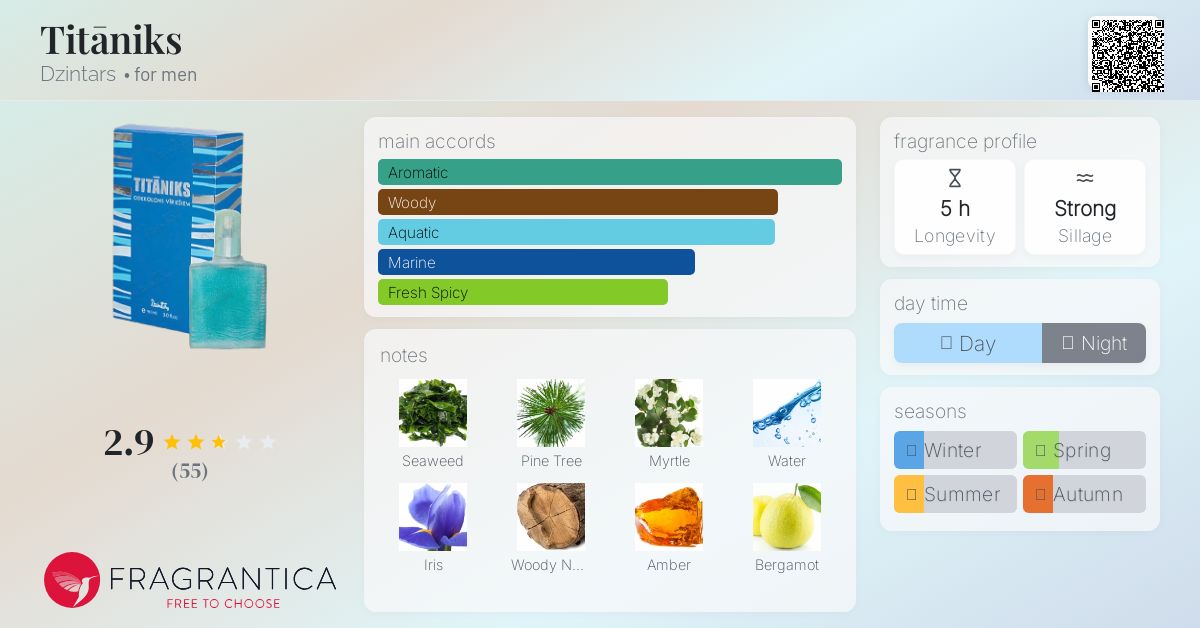 Titāniks
Dzintars • for men
TITĀNIKS
ODEKOLONS VĪRIEŠIEM
Dzintars
2.9
(55)
FRAGRANTICA
FREE TO CHOOSE
main accords
Aromatic
Woody
Aquatic
Marine
Fresh Spicy
notes
Seaweed
Pine Tree
Myrtle
Water
Iris
Woody N...
Amber
Bergamot
fragrance profile
5 h
Longevity
Strong
Sillage
day time
Day
Night
seasons
Winter
Spring
Summer
Autumn